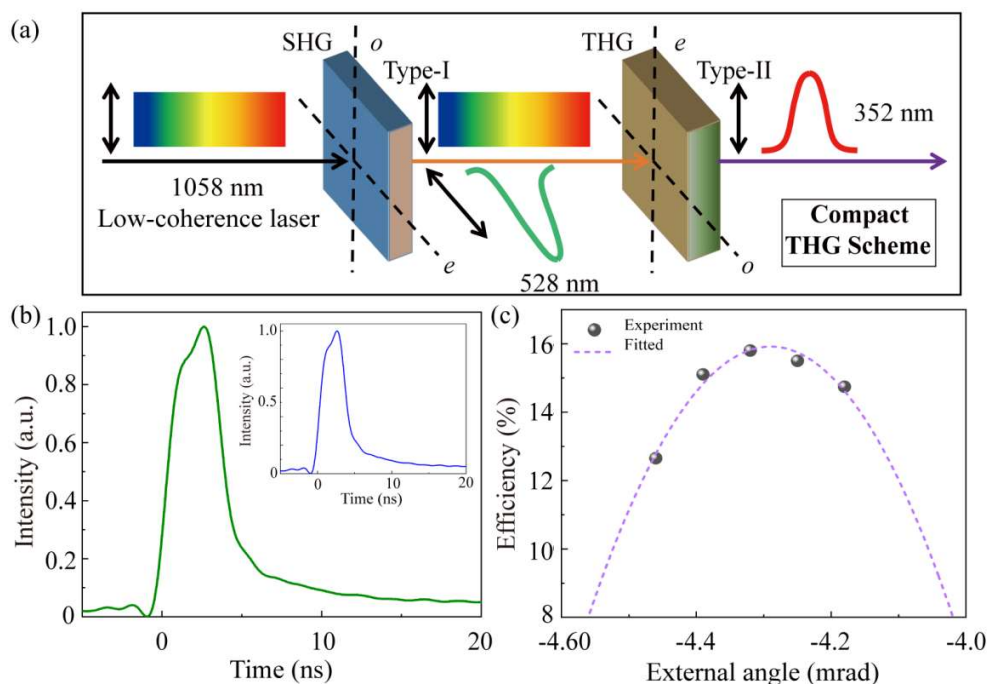 (a)
SHG
o
Type-I
THG
e
Type-II
352 nm
1058 nm
Low-coherence laser
e
528 nm
o
Compact
THG Scheme
(b)
1.0
0.8
0.6
0.4
0.2
0
Intensity (a.u.)
0
10
20
Time (ns)
1.0
0.5
0
Intensity (a.u.)
0
10
20
Time (ns)
(c)
Experiment
Fitted
16
14
12
10
8
Efficiency (%)
-4.60
-4.4
-4.2
-4.0
External angle (mrad)